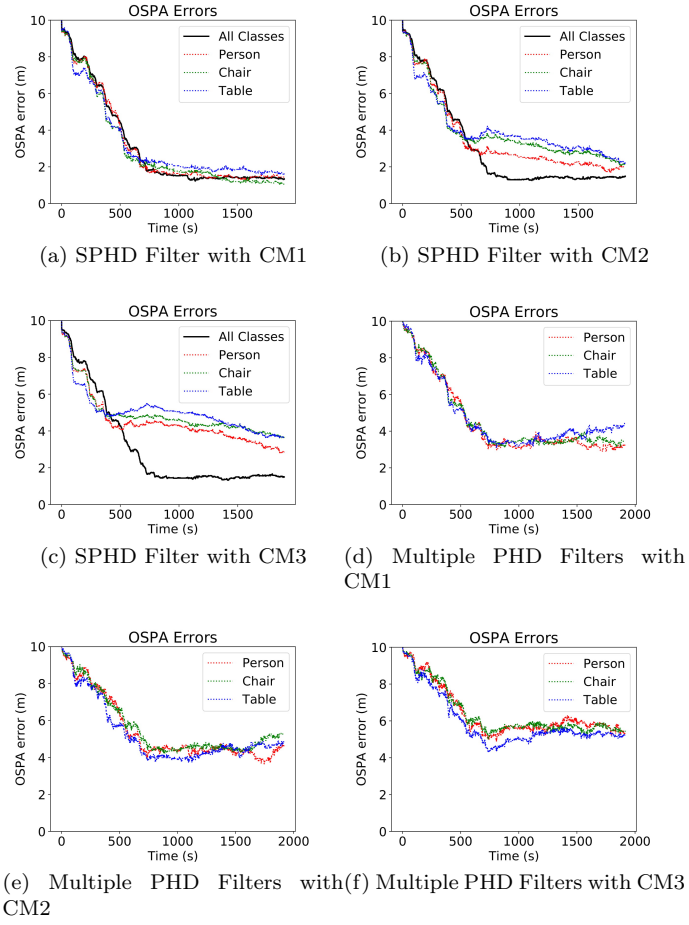 OSPA Errors
OSPA Errors
10
8
6
4
2
0
OSPA error (m)
All Classes
Person
Chair
Table
0
500
1000
1500
Time (s)
10
8
6
4
2
0
OSPA error (m)
All Classes
Person
Chair
Table
0
500
1000
1500
Time (s)
(a) SPHD Filter with CM1
(b) SPHD Filter with CM2
OSPA Errors
OSPA Errors
10
8
6
4
2
0
OSPA error (m)
All Classes
Person
Chair
Table
0
500
1000
1500
Time (s)
10
8
6
4
2
0
OSPA error (m)
Person
Chair
Table
0
500
1000
1500
2000
Time (s)
(c) SPHD Filter with CM3
(d) Multiple PHD Filters with
CM1
OSPA Errors
OSPA Errors
10
8
6
4
2
0
OSPA error (m)
Person
Chair
Table
0
500
1000
1500
2000
Time (s)
10
8
6
4
2
0
OSPA error (m)
Person
Chair
Table
0
500
1000
1500
2000
Time (s)
(e) Multiple PHD Filters with
CM2
(f) Multiple PHD Filters with CM3